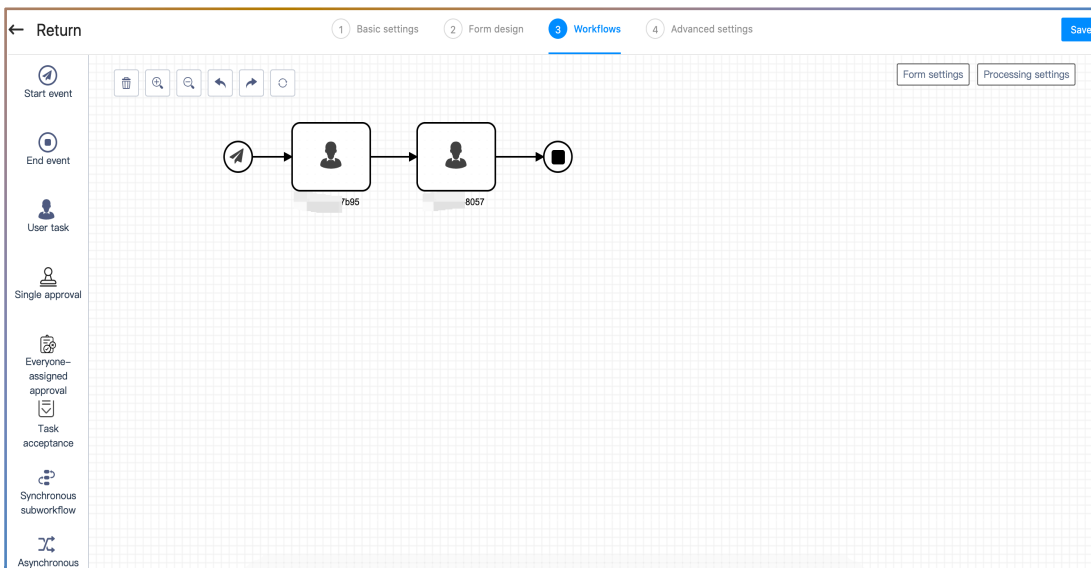 Return
1 Basic settings
2 Form design
3 Workflows
4 Advanced settings
Save
Form settings
Processing settings
Start event
End event
User task
Single approval
Everyone-
assigned
approval
Task
acceptance
Synchronous
subworkflow
Asynchronous
7b95
8057